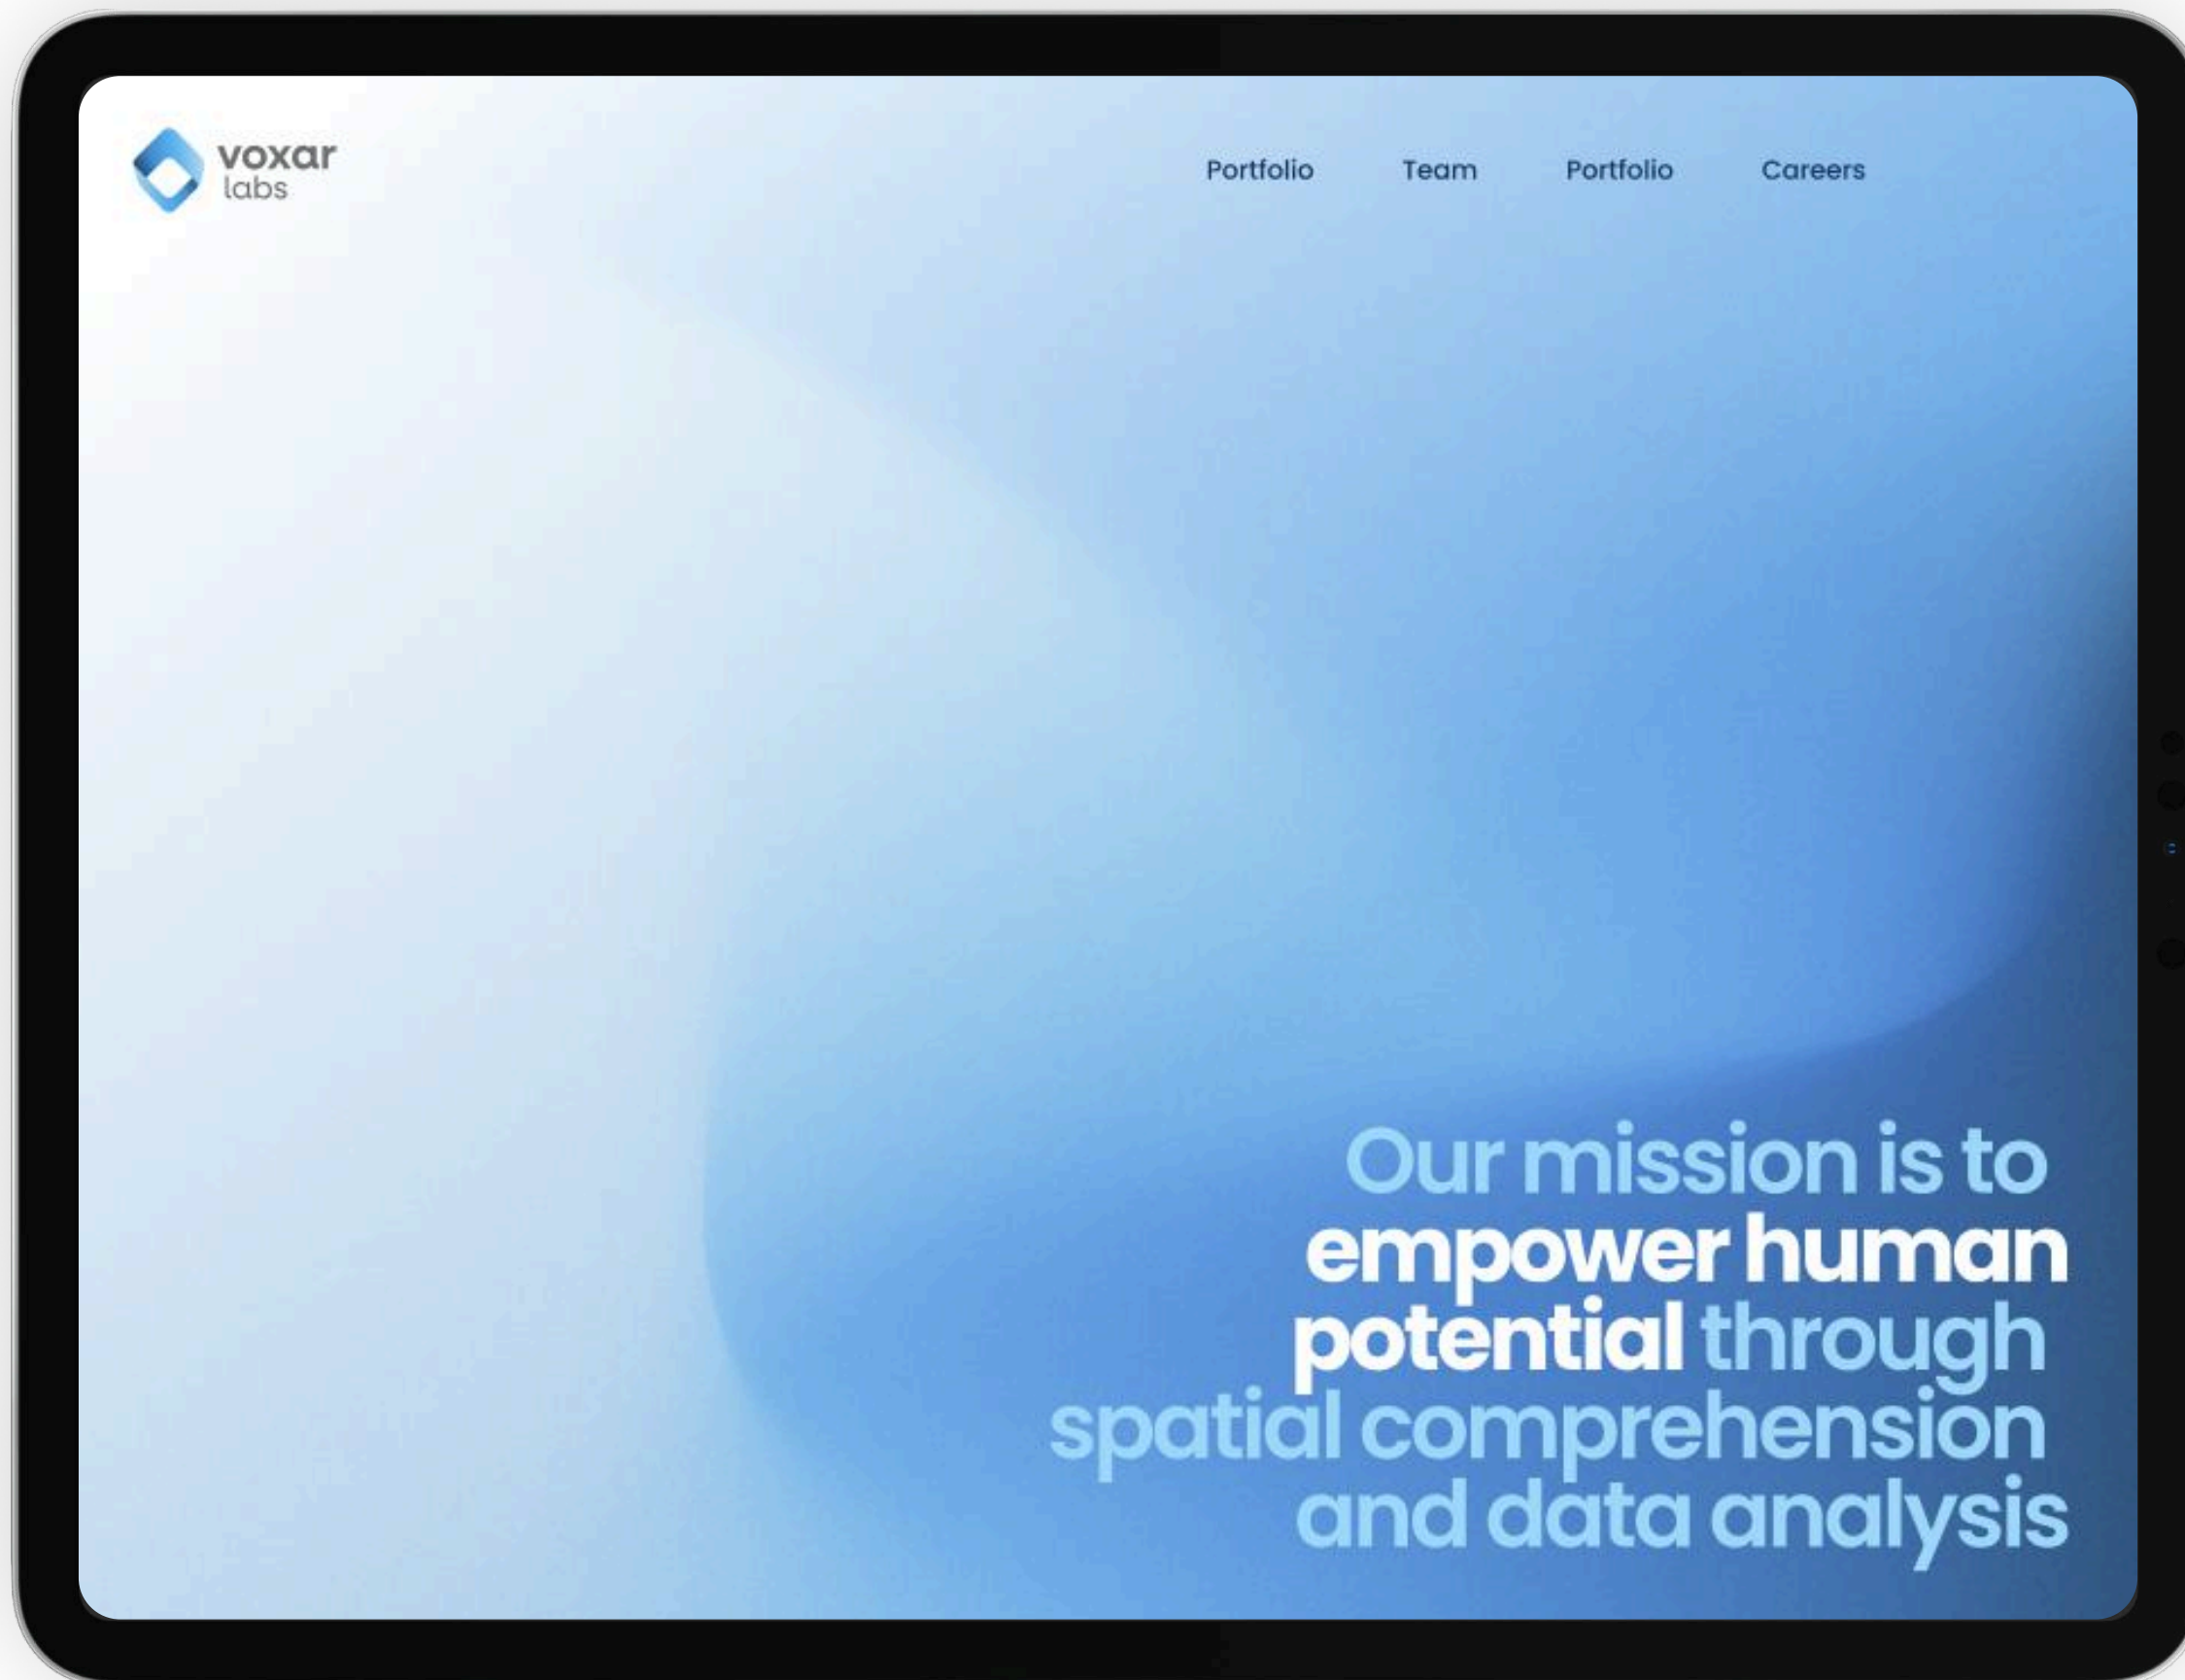 voxar
labs
Portfolio Team Portfolio Careers
Our mission is to
empower human
potential through
spatial comprehension
and data analysis